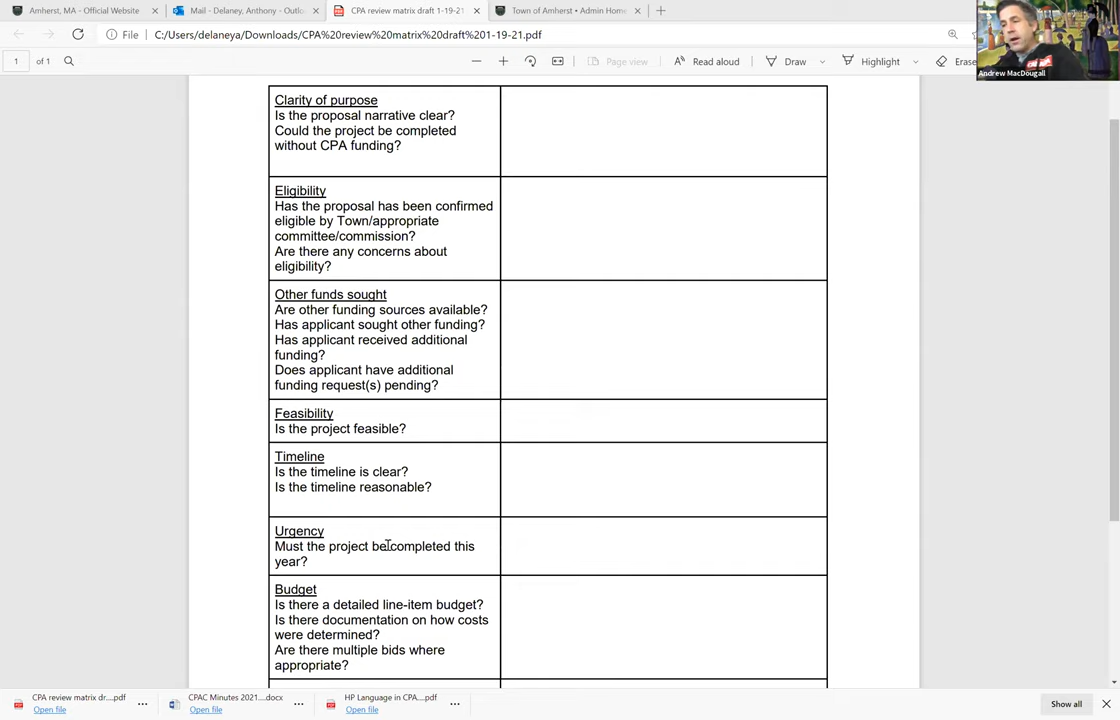 Amherst, MA - Official Website
Mail - Delaney, Anthony - Outlo
CPA review matrix draft 1-19-21
Town of Amherst • Admin Home
File
C:/Users/delaneya/Downloads/CPA%20review%20matrix%20draft%201-19-21.pdf
1 of 1
Page view
Read aloud
Draw
Highlight
Erase
Andrew MacDougall
Clarity of purpose
Is the proposal narrative clear?
Could the project be completed
without CPA funding?
Eligibility
Has the proposal has been confirmed
eligible by Town/appropriate
committee/commission?
Are there any concerns about
eligibility?
Other funds sought
Are other funding sources available?
Has applicant sought other funding?
Has applicant received additional
funding?
Does applicant have additional
funding request(s) pending?
Feasibility
Is the project feasible?
Timeline
Is the timeline is clear?
Is the timeline reasonable?
Urgency
Must the project be completed this
year?
Budget
Is there a detailed line-item budget?
Is there documentation on how costs
were determined?
Are there multiple bids where
appropriate?
CPA review matrix dr....pdf
Open file
CPAC Minutes 2021....docx
Open file
HP Language in CPA....pdf
Open file
Show all